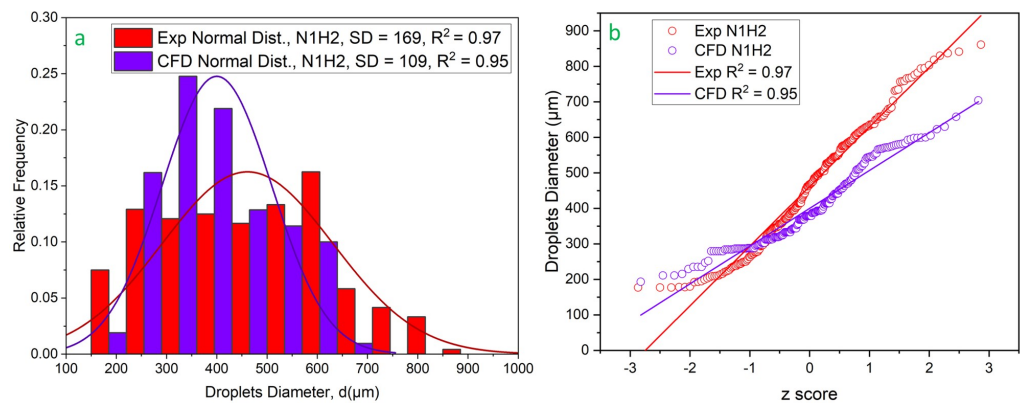 a
Exp Normal Dist., N1H2, SD = 169, R² = 0.97
CFD Normal Dist., N1H2, SD = 109, R² = 0.95
Relative Frequency
0.30
0.25
0.20
0.15
0.10
0.05
0.00
100 200 300 400 500 600 700 800 900 1000
Droplets Diameter, d(μm)
b
Exp N1H2
CFD N1H2
Exp R² = 0.97
CFD R² = 0.95
Droplets Diameter (μm)
900
800
700
600
500
400
300
200
100
0
-3 -2 -1 0 1 2 3
z score